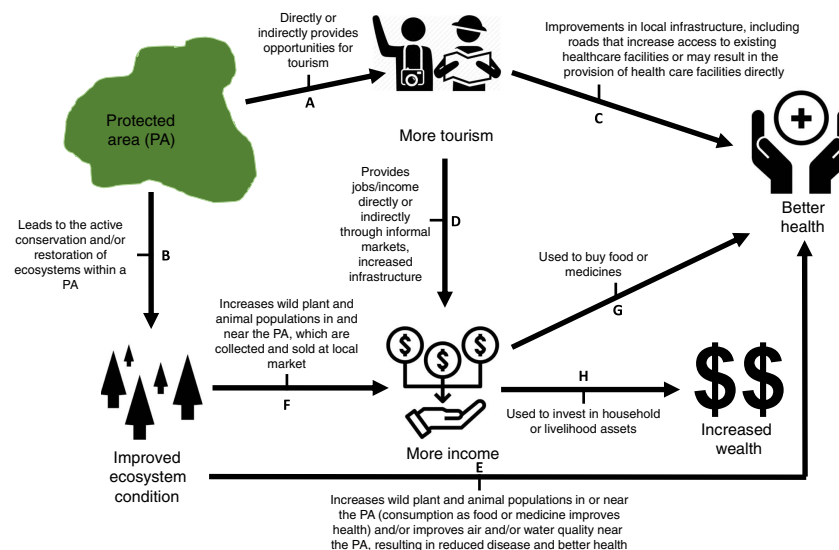 Directly or
indirectly provides
opportunities for
tourism
A
Improvements in local infrastructure, including
roads that increase access to existing
healthcare facilities or may result in the
provision of health care facilities directly
C
Protected
area (PA)
More tourism
Better
health
Leads to the active
conservation and/or
restoration of
ecosystems within a
PA
B
Provides
jobs/income
directly or
indirectly
through informal
markets,
increased
infrastructure
D
Used to buy food or
medicines
G
Increases wild plant and
animal populations in and
near the PA, which are
collected and sold at local
market
F
$ $ $
H
Used to invest in household
or livelihood assets
$$
Improved
ecosystem
condition
More income
Increased
wealth
E
Increases wild plant and animal populations in or near
the PA (consumption as food or medicine improves
health) and/or improves air and/or water quality near
the PA, resulting in reduced disease and better health